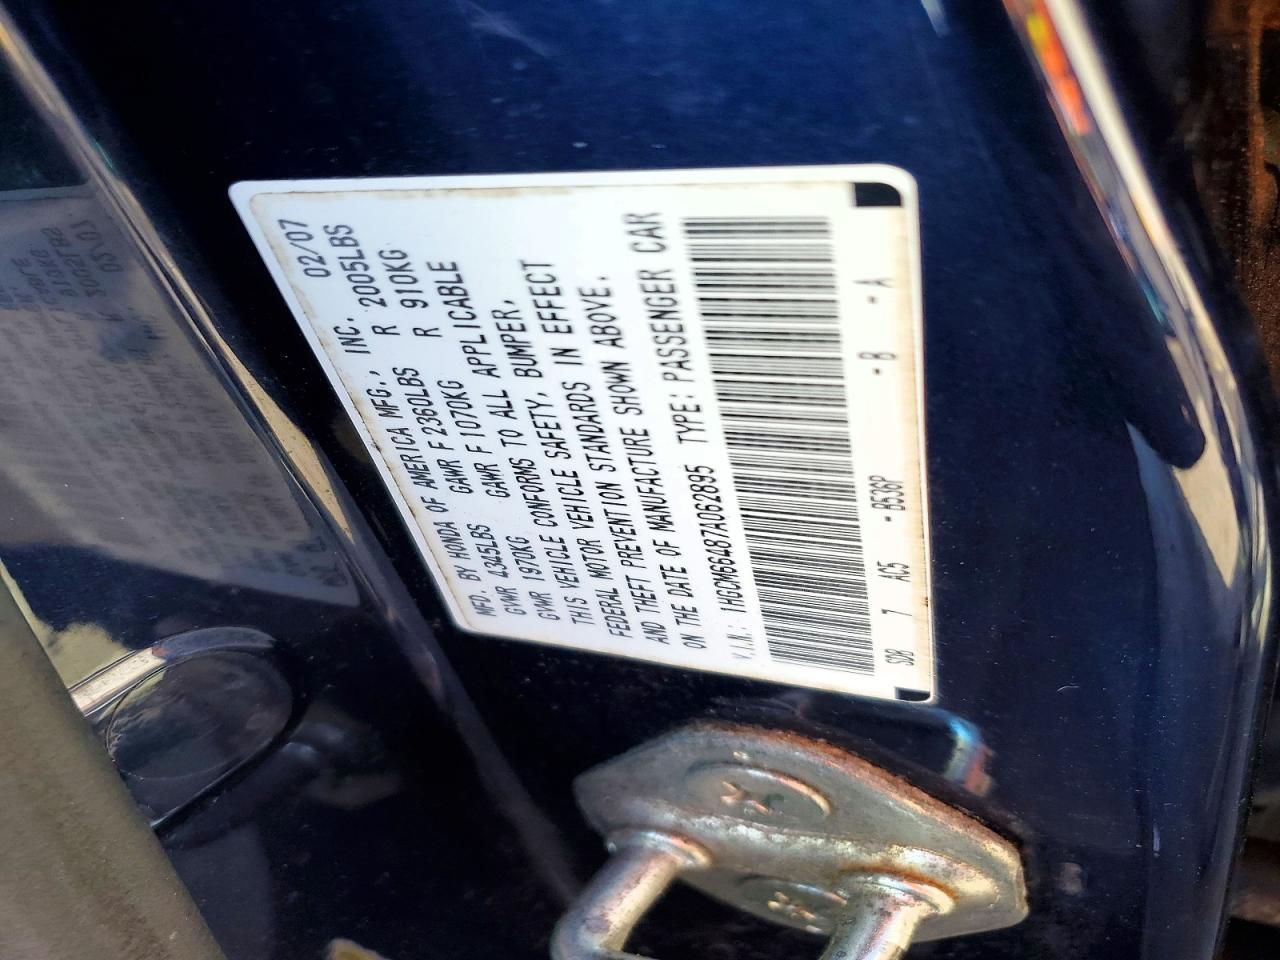 MFD. BY HONDA OF AMERICA MFG., INC. 02/07
GVWR 4345LBS GAWR F 2360LBS R 2005LBS
GVWR 1970KG GAWR F 1070KG R 910KG
THIS VEHICLE CONFORMS TO ALL APPLICABLE
FEDERAL MOTOR VEHICLE SAFETY, BUMPER,
AND THEFT PREVENTION STANDARDS IN EFFECT
ON THE DATE OF MANUFACTURE SHOWN ABOVE.
V.I.N.: 1HGCM66487A062895 TYPE: PASSENGER CAR
SDB 7 AC5 - B536P - B - A